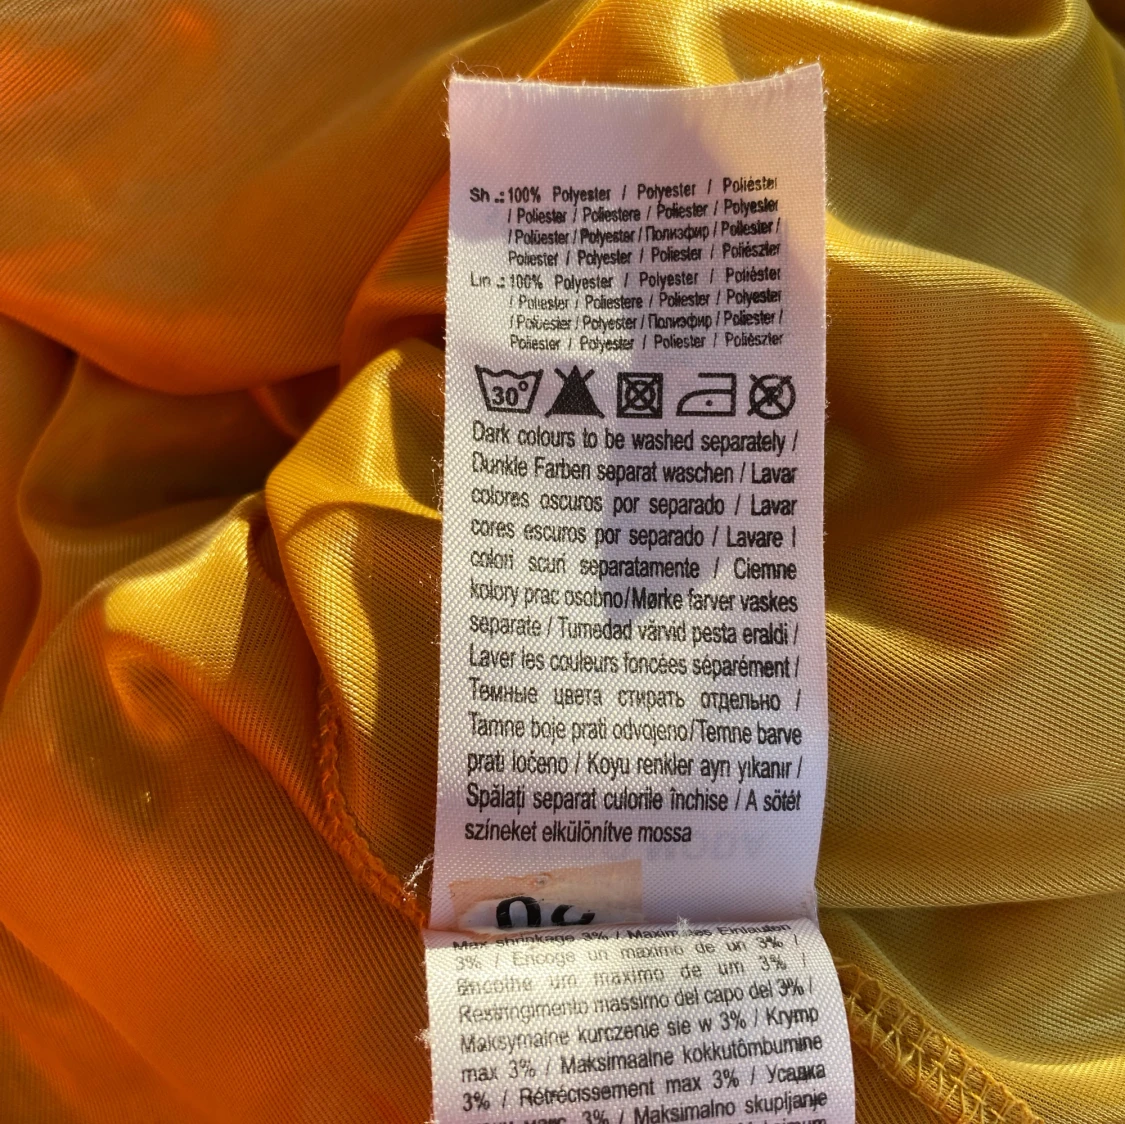 Sh .: 100% Polyester / Polyester / Poliéster
/ Poliester / Poliestere / Poliester / Polyester
/ Polüester / Polyester / Полиэфир / Poliester /
Poliester / Polyester / Poliester / Poliészter
Lin .: 100% Polyester / Polyester / Poliéster
/ Poliester / Poliestere / Poliester / Polyester
/ Polüesier / Polyester / Полиэфир / Poliester /
Poliester / Polyester / Poliester / Poliészter
30°
Dark colours to be washed separately /
Dunkle Farben separat waschen / Lavar
colores oscuros por separado / Lavar
cores escuros por separado / Lavare I
colori scuri separatamente / Ciemne
kolory prac osobno/Mørke farver vaskes
separate / Tumedad värvid pesta eraldi /
Laver les couleurs foncées séparément /
Темные цвета стирать отдельно /
Tamne boje prati odvojeno/Temne barve
prati ločeno / Koyu renkler ayrı yıkanır /
Spălați separat culorile închise / A sötét
színeket elkülönítve mossa
Max shrinkage 3% / Maximales Einlaufen
3% / Encoge un maximo de un 3% /
Encolhe um maximo de um 3% /
Restringimento massimo del capo del 3% /
Maksymalne kurczenie sie w 3% / Krymp
max 3% / Maksimaalne kokkutõmbumine
3% / Rétrécissement max 3% / Усадка
макс. 3% / Maksimalno skupljanje